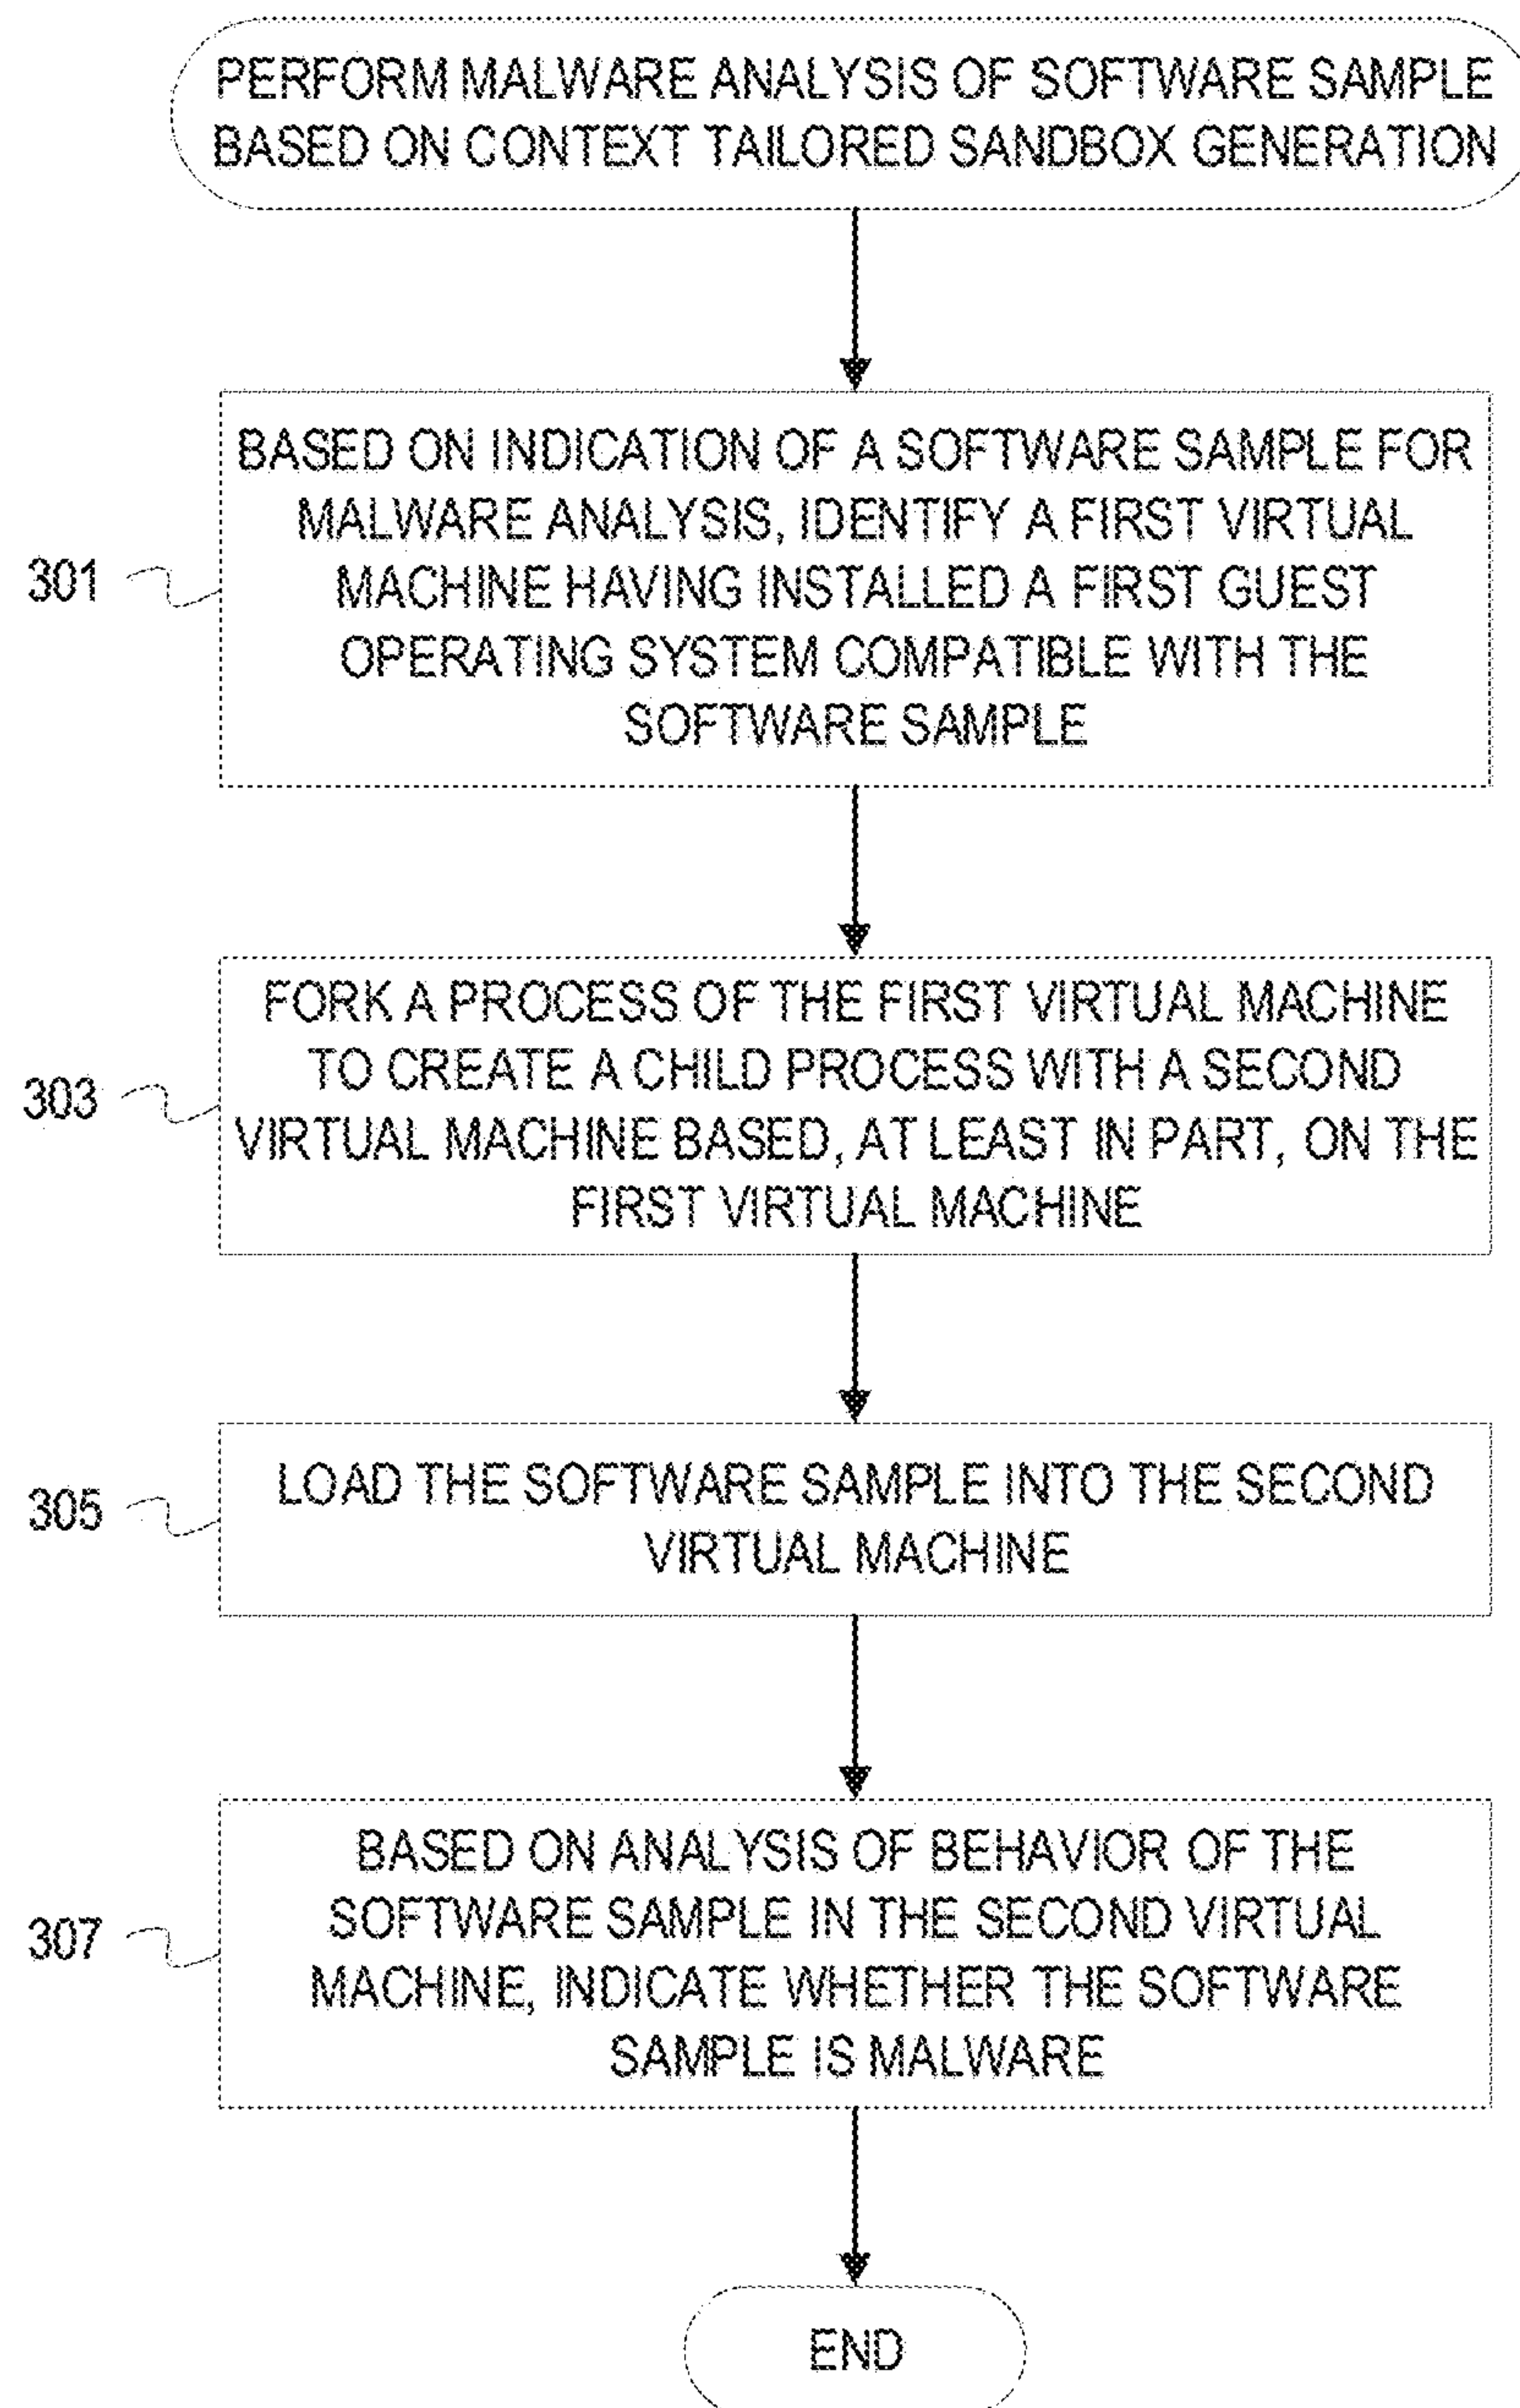 PERFORM MALWARE ANALYSIS OF SOFTWARE SAMPLE
BASED ON CONTEXT TAILORED SANDBOX GENERATION
BASED ON INDICATION OF A SOFTWARE SAMPLE FOR
MALWARE ANALYSIS, IDENTIFY A FIRST VIRTUAL
MACHINE HAVING INSTALLED A FIRST GUEST
OPERATING SYSTEM COMPATIBLE WITH THE
SOFTWARE SAMPLE
301
FORK A PROCESS OF THE FIRST VIRTUAL MACHINE
TO CREATE A CHILD PROCESS WITH A SECOND
VIRTUAL MACHINE BASED, AT LEAST IN PART, ON THE
FIRST VIRTUAL MACHINE
303
LOAD THE SOFTWARE SAMPLE INTO THE SECOND
VIRTUAL MACHINE
305
BASED ON ANALYSIS OF BEHAVIOR OF THE
SOFTWARE SAMPLE IN THE SECOND VIRTUAL
MACHINE, INDICATE WHETHER THE SOFTWARE
SAMPLE IS MALWARE
307
END